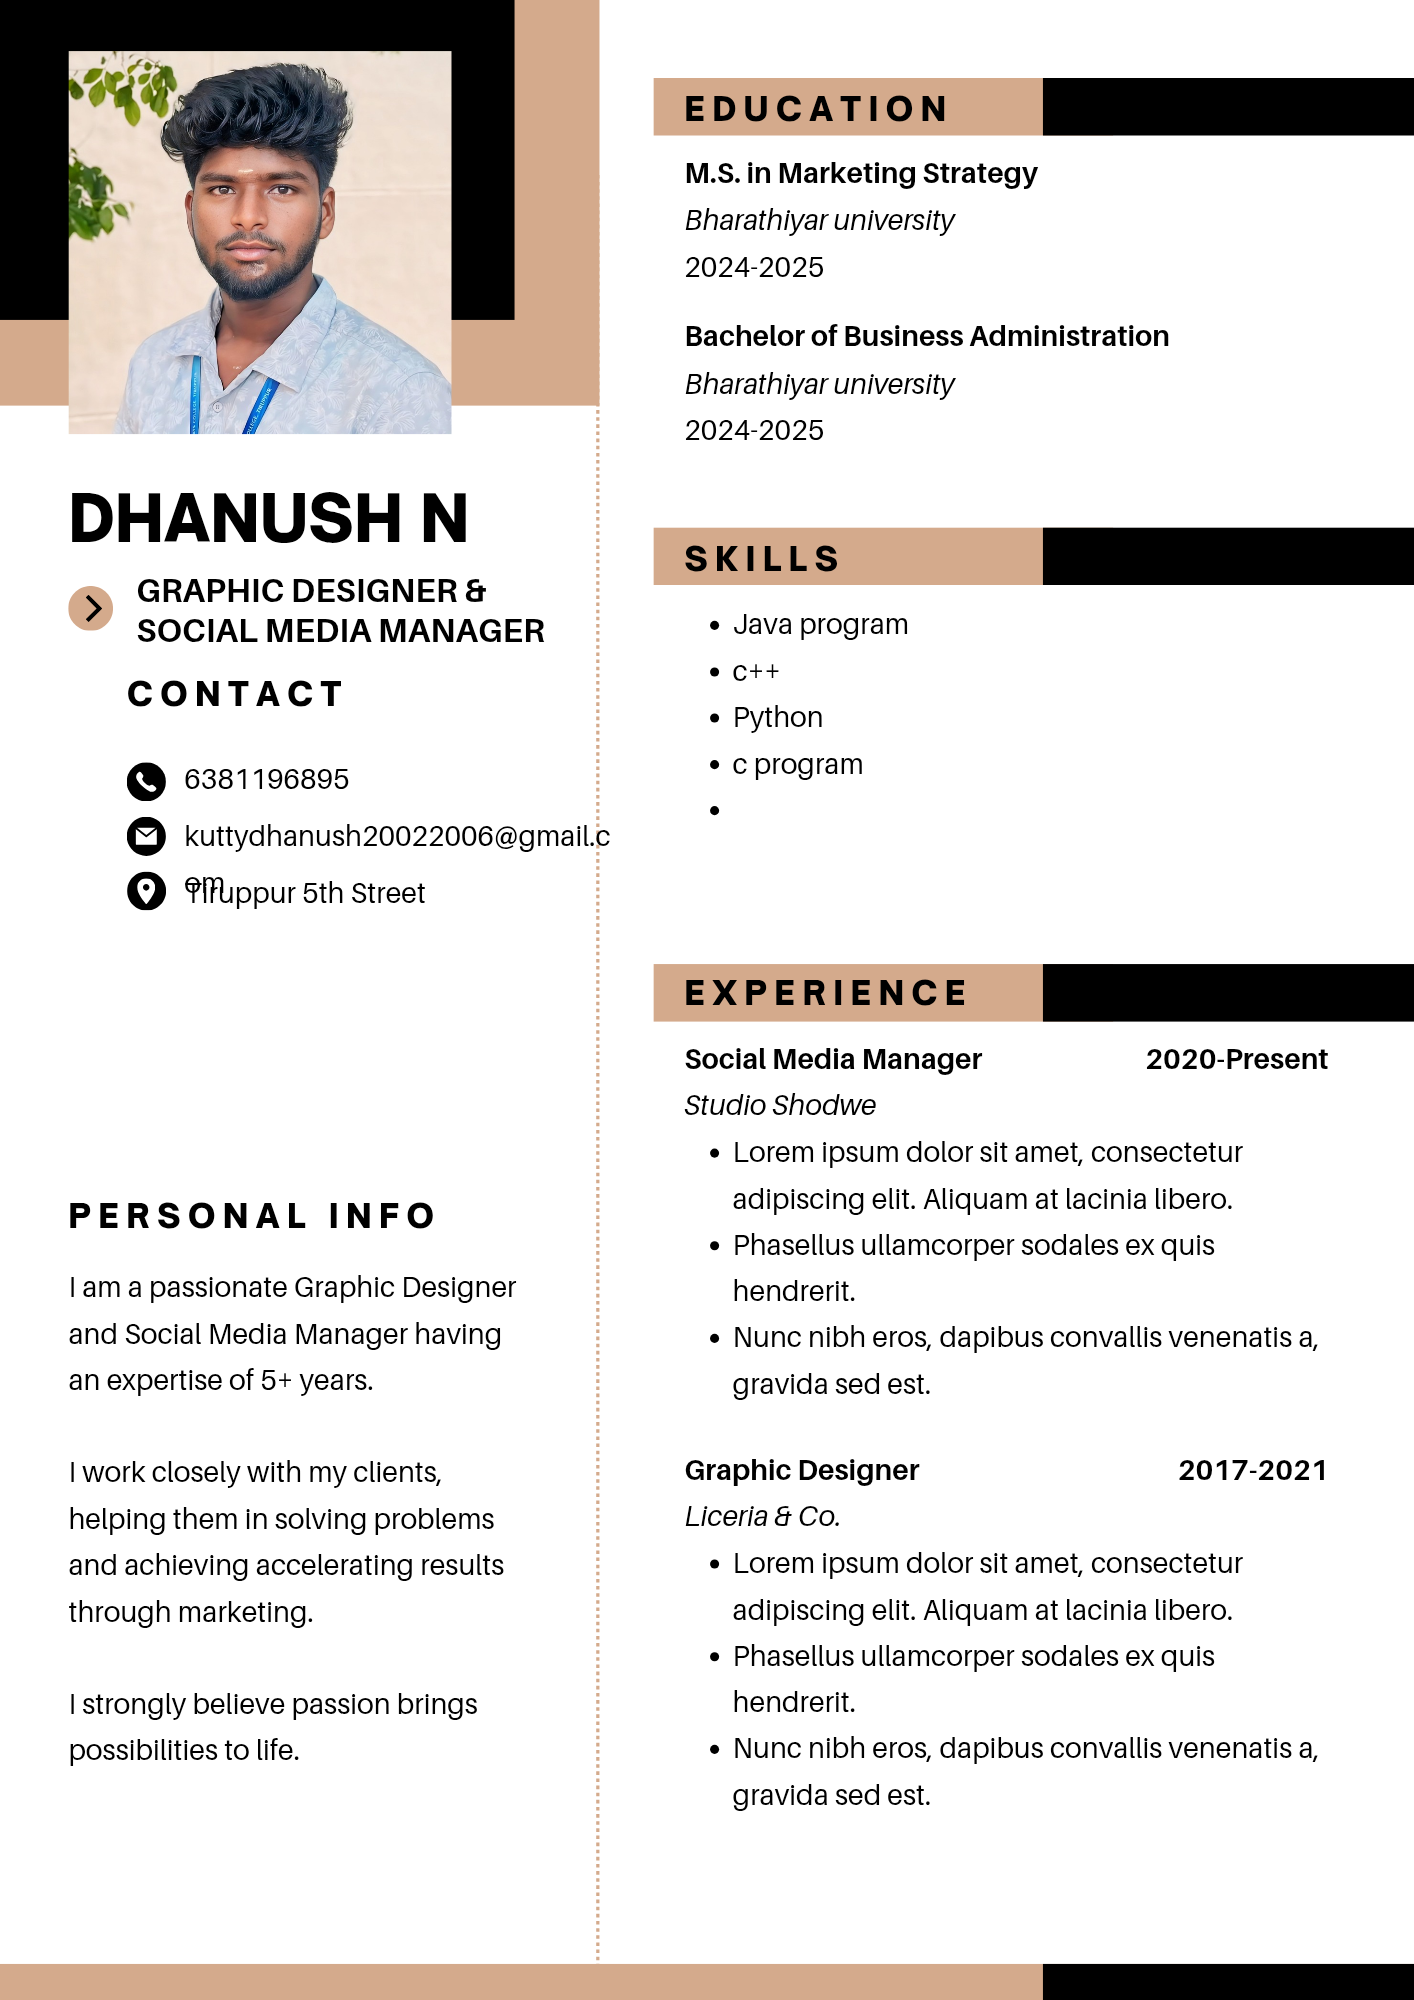 DHANUSH N
GRAPHIC DESIGNER &
SOCIAL MEDIA MANAGER
CONTACT
6381196895
kuttydhanush20022006@gmail.c
om
Tiruppur 5th Street
PERSONAL INFO
I am a passionate Graphic Designer
and Social Media Manager having
an expertise of 5+ years.
I work closely with my clients,
helping them in solving problems
and achieving accelerating results
through marketing.
I strongly believe passion brings
possibilities to life.
EDUCATION
M.S. in Marketing Strategy
Bharathiyar university
2024-2025
Bachelor of Business Administration
Bharathiyar university
2024-2025
SKILLS
• Java program
• c++
• Python
• c program
•
EXPERIENCE
Social Media Manager 2020-Present
Studio Shodwe
• Lorem ipsum dolor sit amet, consectetur
adipiscing elit. Aliquam at lacinia libero.
• Phasellus ullamcorper sodales ex quis
hendrerit.
• Nunc nibh eros, dapibus convallis venenatis a,
gravida sed est.
Graphic Designer 2017-2021
Liceria & Co.
• Lorem ipsum dolor sit amet, consectetur
adipiscing elit. Aliquam at lacinia libero.
• Phasellus ullamcorper sodales ex quis
hendrerit.
• Nunc nibh eros, dapibus convallis venenatis a,
gravida sed est.